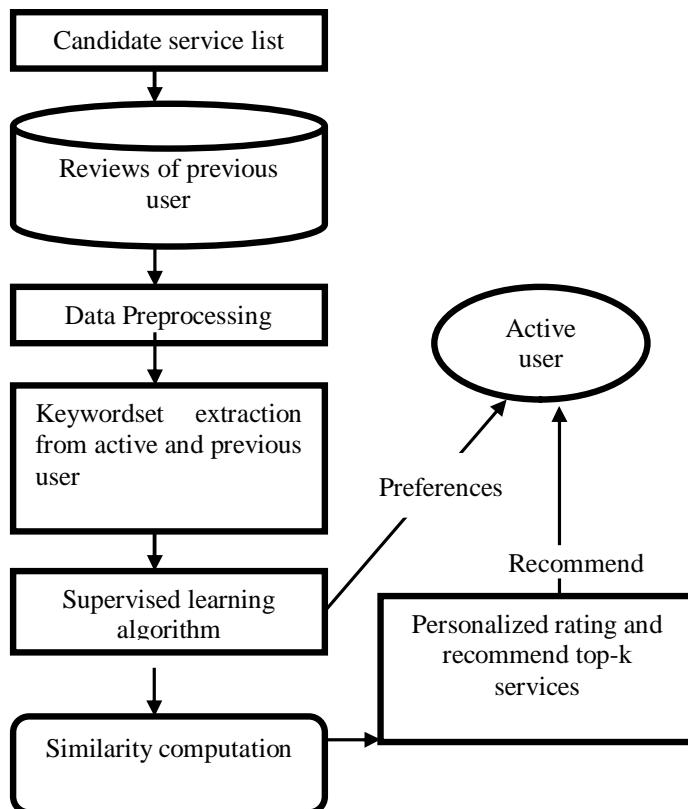 Candidate service list
Reviews of previous
user
Data Preprocessing
Active
user
Keywordset extraction
from active and previous
user
Preferences
Recommend
Supervised learning
algorithm
Personalized rating and
recommend top-k
services
Similarity computation